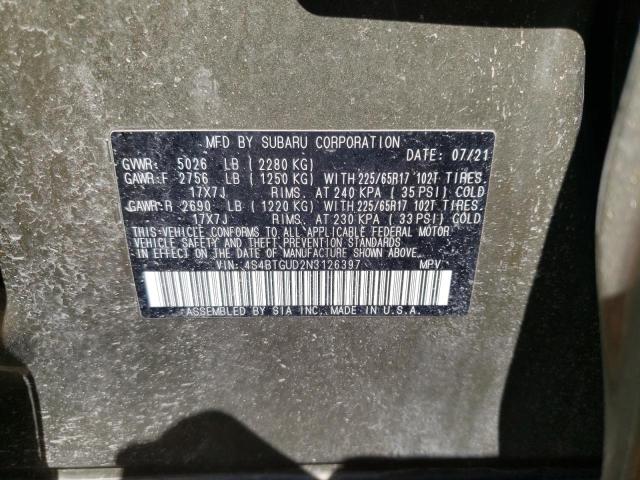 MFD BY SUBARU CORPORATION
GVWR: 5026 LB (2280 KG) DATE: 07/21
GAWR:F 2756 LB (1250 KG) WITH 225/65R17 102T TIRES,
17X7J RIMS, AT 240 KPA (35 PSI) COLD
GAWR:R 2690 LB (1220 KG) WITH 225/65R17 102T TIRES,
17X7J RIMS, AT 230 KPA (33 PSI) COLD
THIS VEHICLE CONFORMS TO ALL APPLICABLE FEDERAL MOTOR
VEHICLE SAFETY AND THEFT PREVENTION STANDARDS
IN EFFECT ON THE DATE OF MANUFACTURE SHOWN ABOVE.
VIN: 4S4BTGUD2N3126397 MPV
ASSEMBLED BY SIA INC. MADE IN U.S.A.